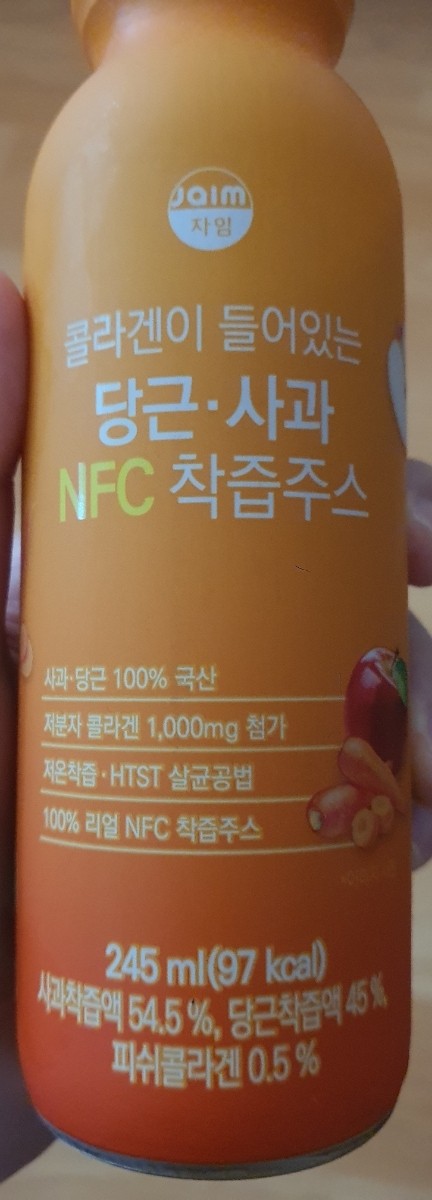 Jaim
자임
콜라겐이 들어있는
당근·사과
NFC 착즙주스
사과·당근 100% 국산
저분자 콜라겐 1,000mg 첨가
저온착즙·HTST 살균공법
100% 리얼 NFC 착즙주스
245 ml(97 kcal)
사과착즙액 54.5 %, 당근착즙액 45 %,
피쉬콜라겐 0.5 %